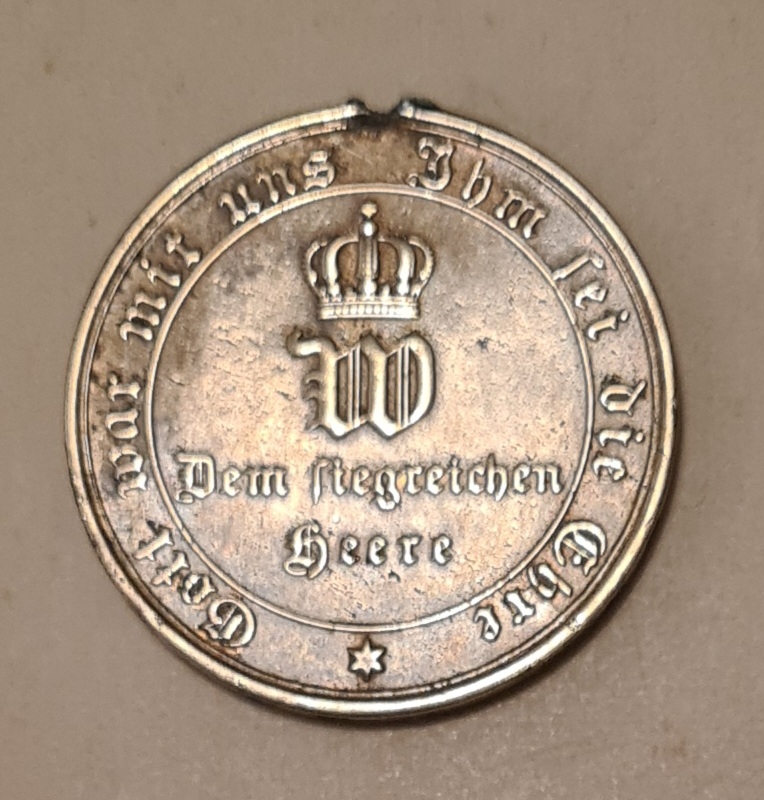 Gott war mit uns Ihm sei die Ehre
W
Dem siegreichen
Heere